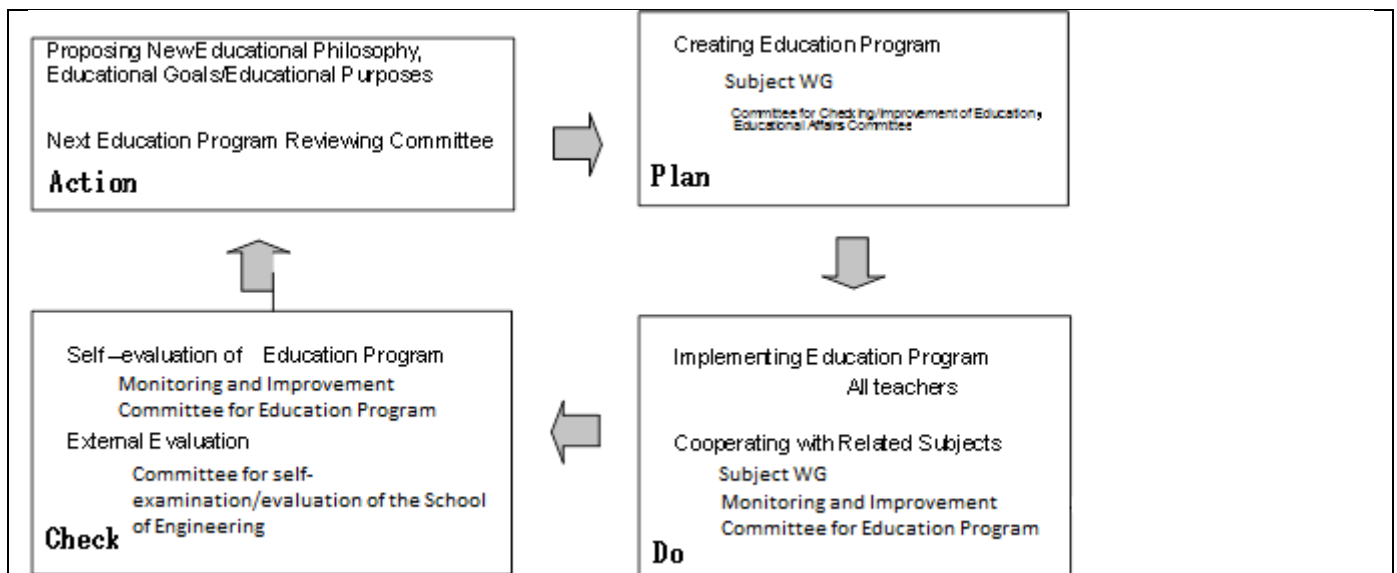 Proposing New Educational Philosophy,
Educational Goals/Educational Purposes
Next Education Program Reviewing Committee
Action
Creating Education Program
Subject WG
Committee for Checking/Improvement of Education,
Educational Affairs Committee
Plan
Self-evaluation of Education Program
Monitoring and Improvement
Committee for Education Program
External Evaluation
Committee for self-
examination/evaluation of the School
of Engineering
Check
Implementing Education Program
All teachers
Cooperating with Related Subjects
Subject WG
Monitoring and Improvement
Committee for Education Program
Do